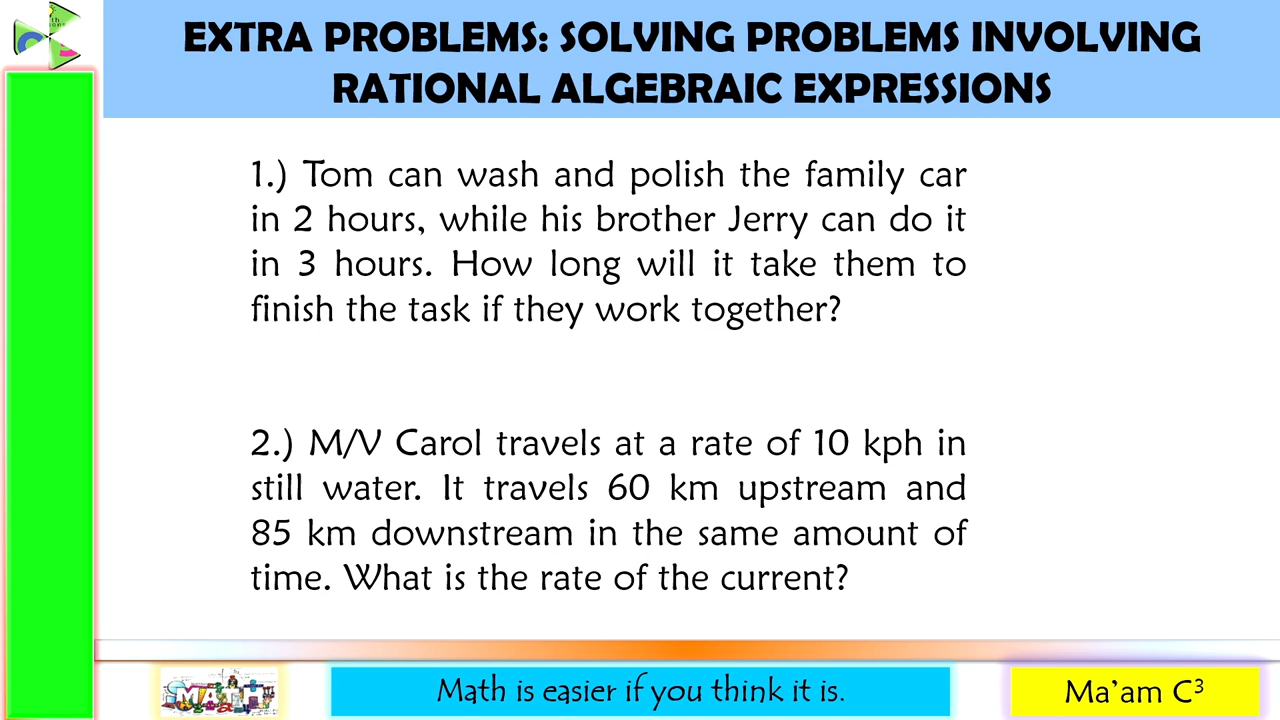 EXTRA PROBLEMS: SOLVING PROBLEMS INVOLVING
RATIONAL ALGEBRAIC EXPRESSIONS
1.) Tom can wash and polish the family car
in 2 hours, while his brother Jerry can do it
in 3 hours. How long will it take them to
finish the task if they work together?
2.) M/V Carol travels at a rate of 10 kph in
still water. It travels 60 km upstream and
85 km downstream in the same amount of
time. What is the rate of the current?
MATH
Math is easier if you think it is.
Ma'am C³